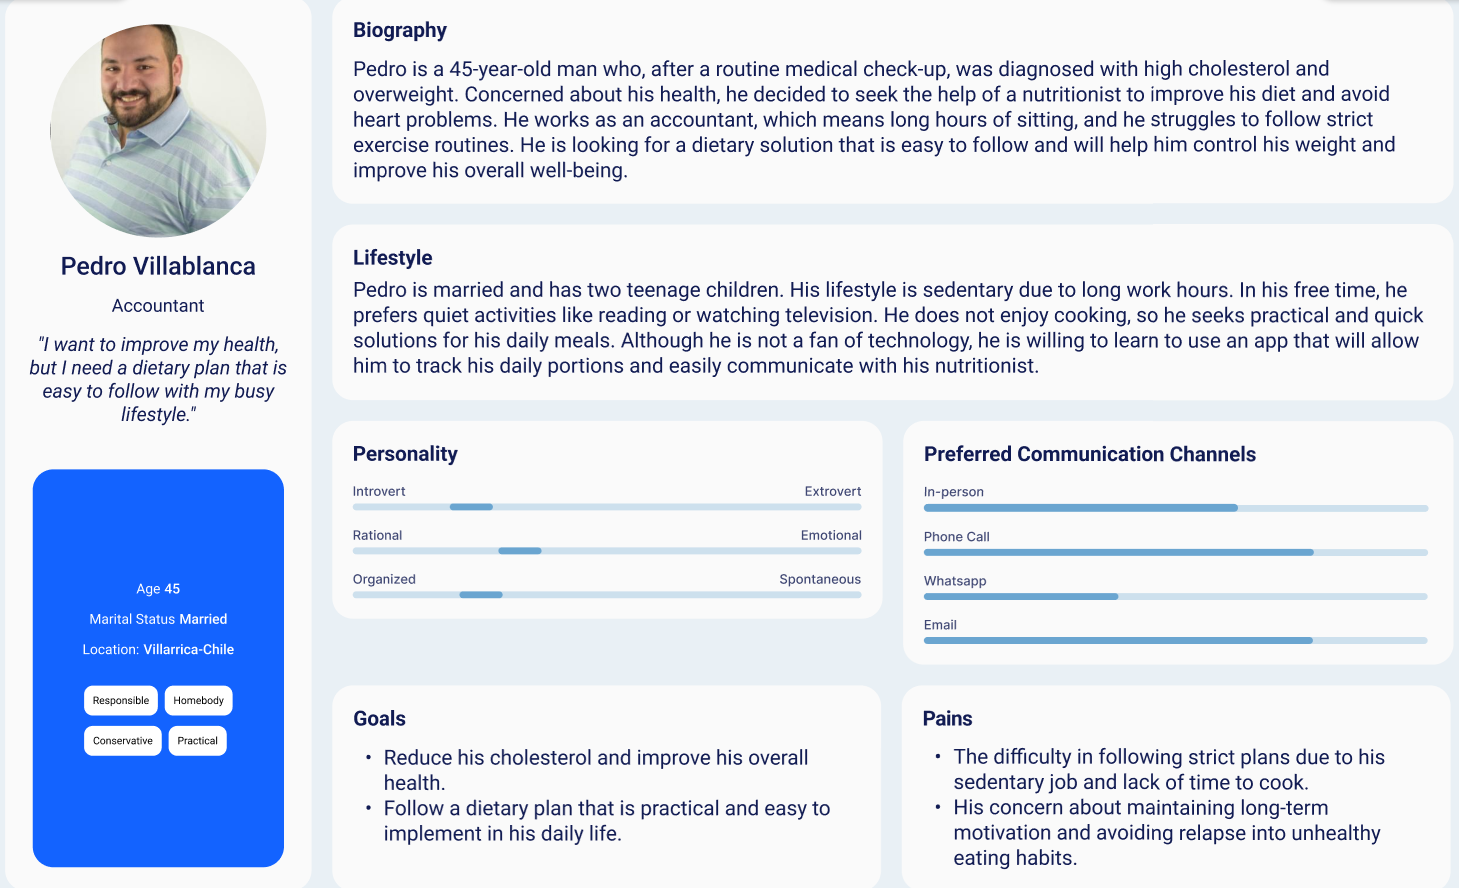 Pedro Villablanca
Accountant
"I want to improve my health,
but I need a dietary plan that is
easy to follow with my busy
lifestyle."
Age 45
Marital Status Married
Location: Villarrica-Chile
Responsible
Homebody
Conservative
Practical
Biography
Pedro is a 45-year-old man who, after a routine medical check-up, was diagnosed with high cholesterol and
overweight. Concerned about his health, he decided to seek the help of a nutritionist to improve his diet and avoid
heart problems. He works as an accountant, which means long hours of sitting, and he struggles to follow strict
exercise routines. He is looking for a dietary solution that is easy to follow and will help him control his weight and
improve his overall well-being.
Lifestyle
Pedro is married and has two teenage children. His lifestyle is sedentary due to long work hours. In his free time, he
prefers quiet activities like reading or watching television. He does not enjoy cooking, so he seeks practical and quick
solutions for his daily meals. Although he is not a fan of technology, he is willing to learn to use an app that will allow
him to track his daily portions and easily communicate with his nutritionist.
Personality
Introvert Extrovert
Rational Emotional
Organized Spontaneous
Preferred Communication Channels
In-person
Phone Call
Whatsapp
Email
Goals
• Reduce his cholesterol and improve his overall
health.
• Follow a dietary plan that is practical and easy to
implement in his daily life.
Pains
• The difficulty in following strict plans due to his
sedentary job and lack of time to cook.
• His concern about maintaining long-term
motivation and avoiding relapse into unhealthy
eating habits.